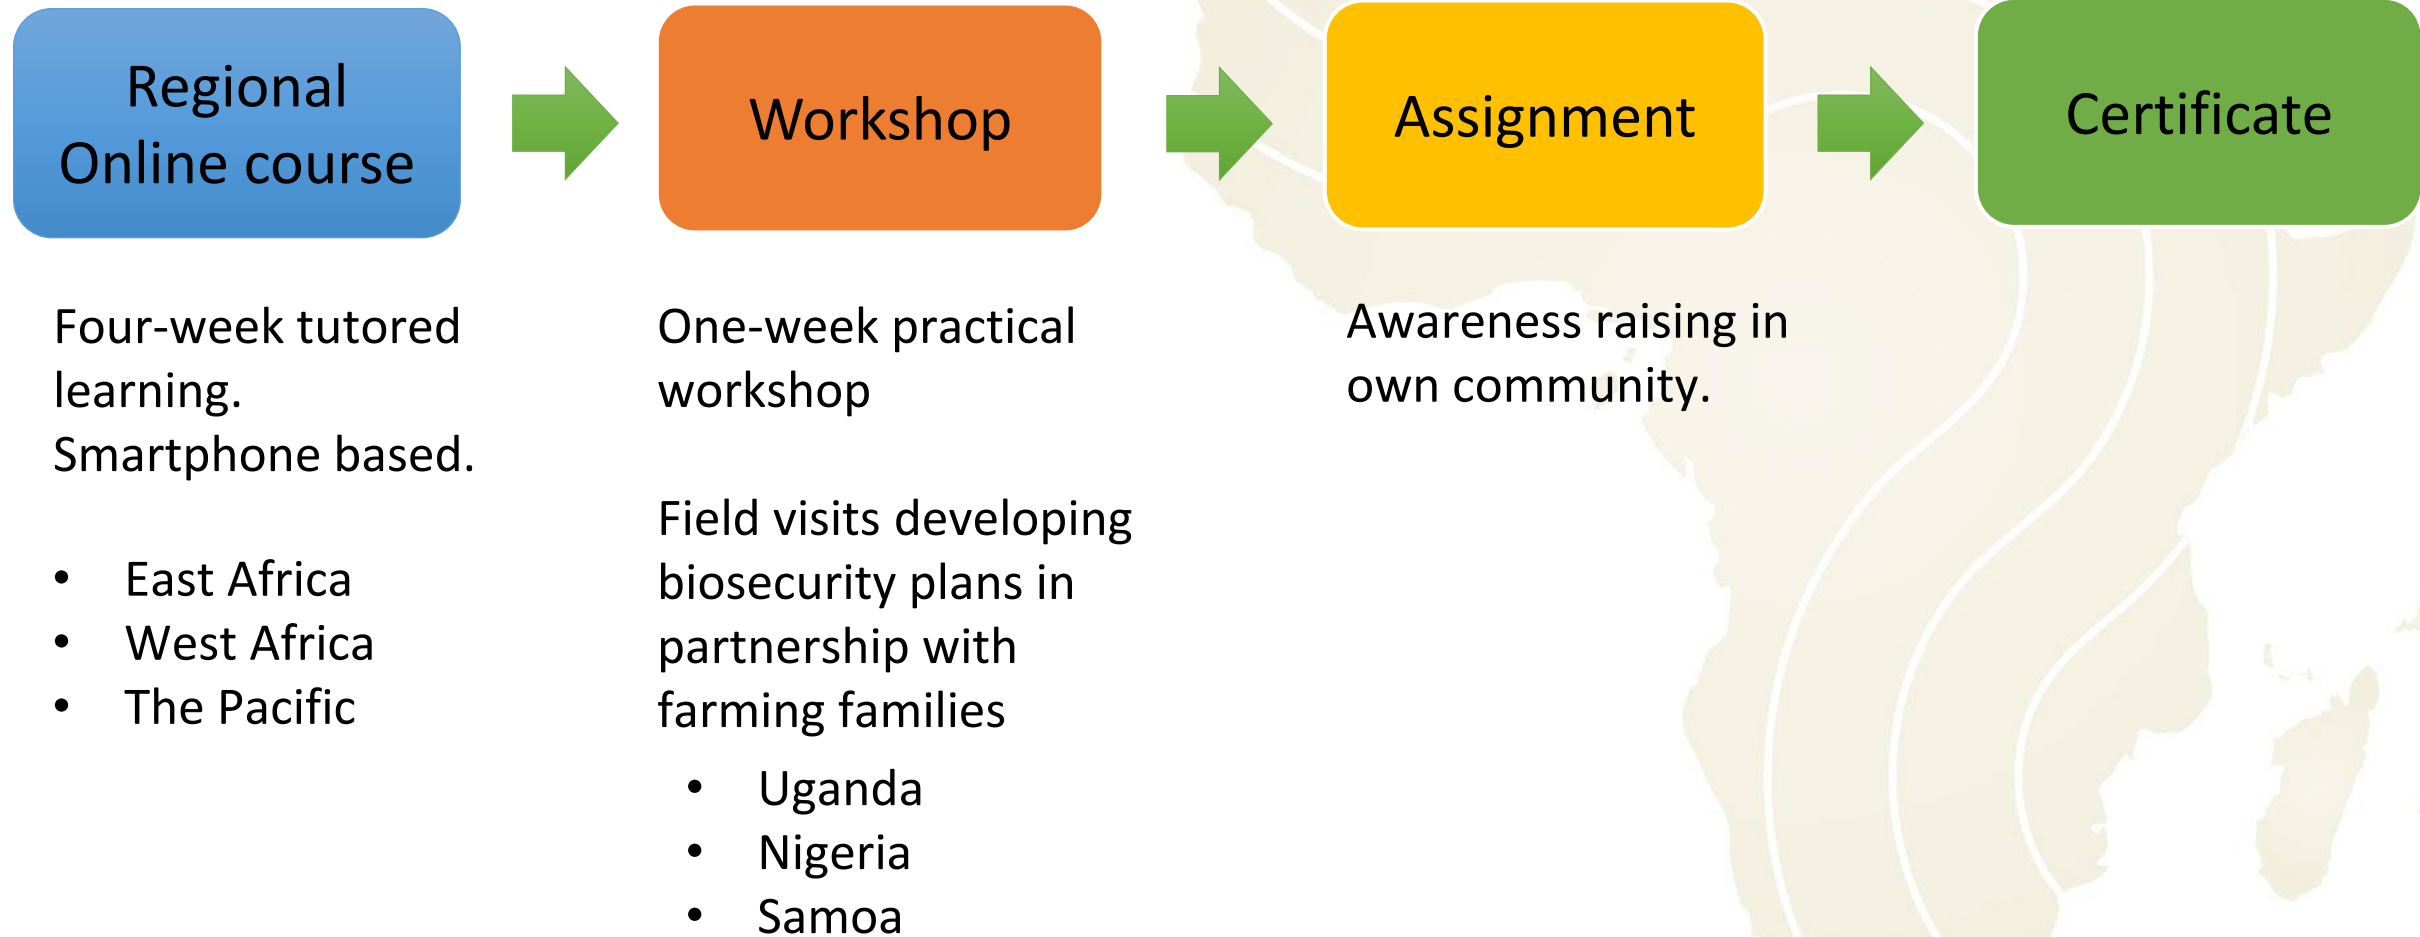 Regional
Online course
Workshop
Assignment
Certificate
Four-week tutored
learning.
Smartphone based.
• East Africa
• West Africa
• The Pacific
One-week practical
workshop
Field visits developing
biosecurity plans in
partnership with
farming families
• Uganda
• Nigeria
• Samoa
Awareness raising in
own community.